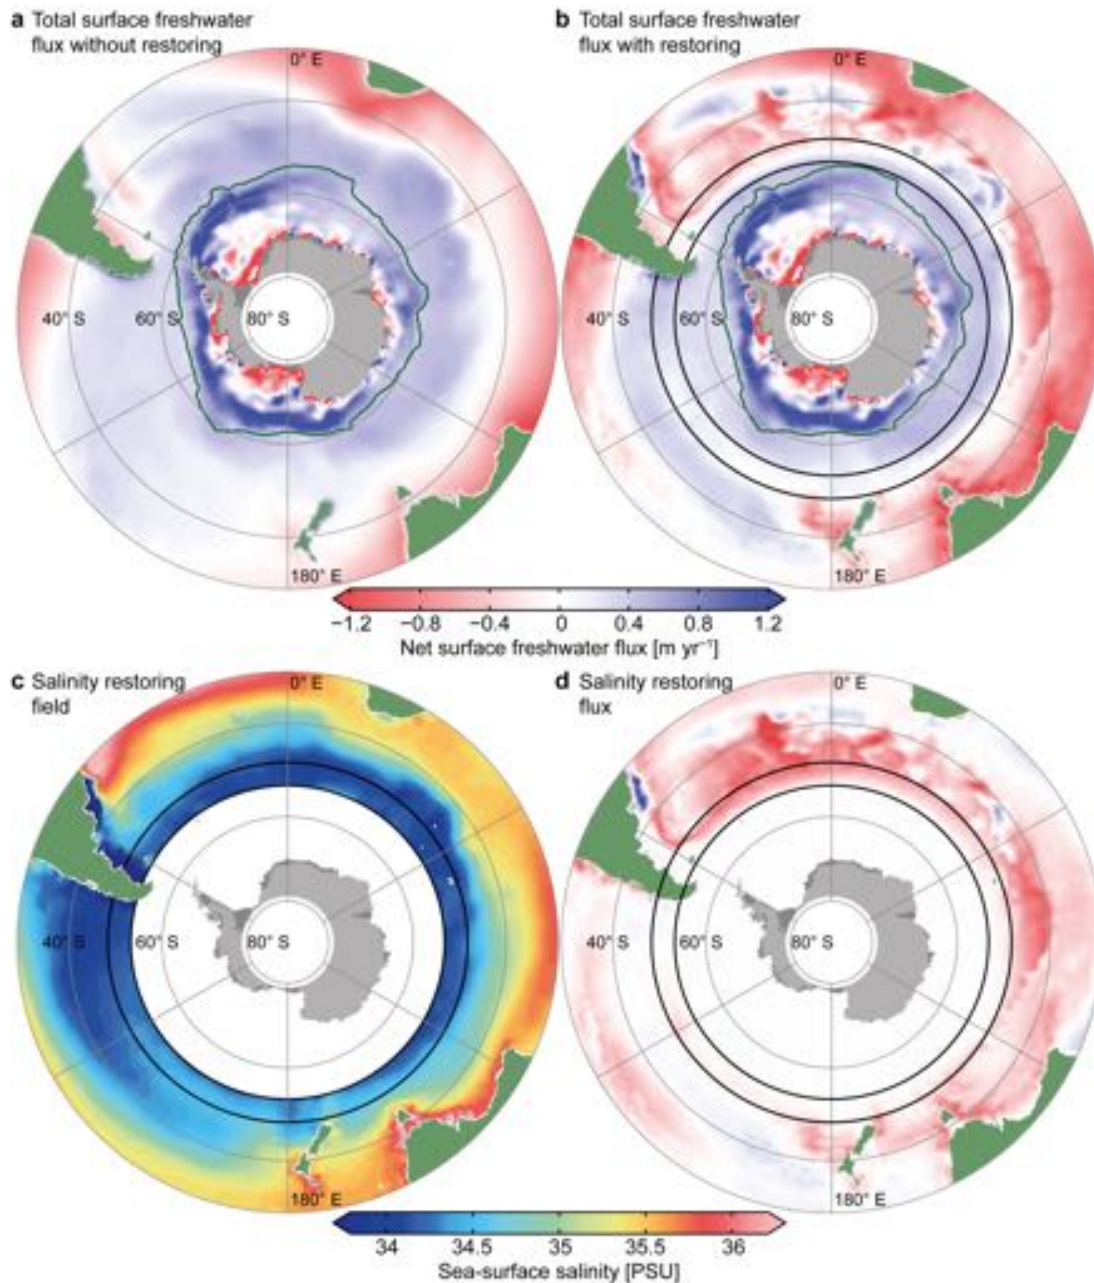 a Total surface freshwater
flux without restoring
b Total surface freshwater
flux with restoring
0° E
0° E
40° S
60° S
80° S
40° S
60° S
80° S
180° E
180° E
−1.2
−0.8
−0.4
0
0.4
0.8
1.2
Net surface freshwater flux [m yr⁻¹]
c Salinity restoring
field
d Salinity restoring
flux
0° E
0° E
40° S
60° S
80° S
40° S
60° S
80° S
180° E
180° E
34
34.5
35
35.5
36
Sea-surface salinity [PSU]